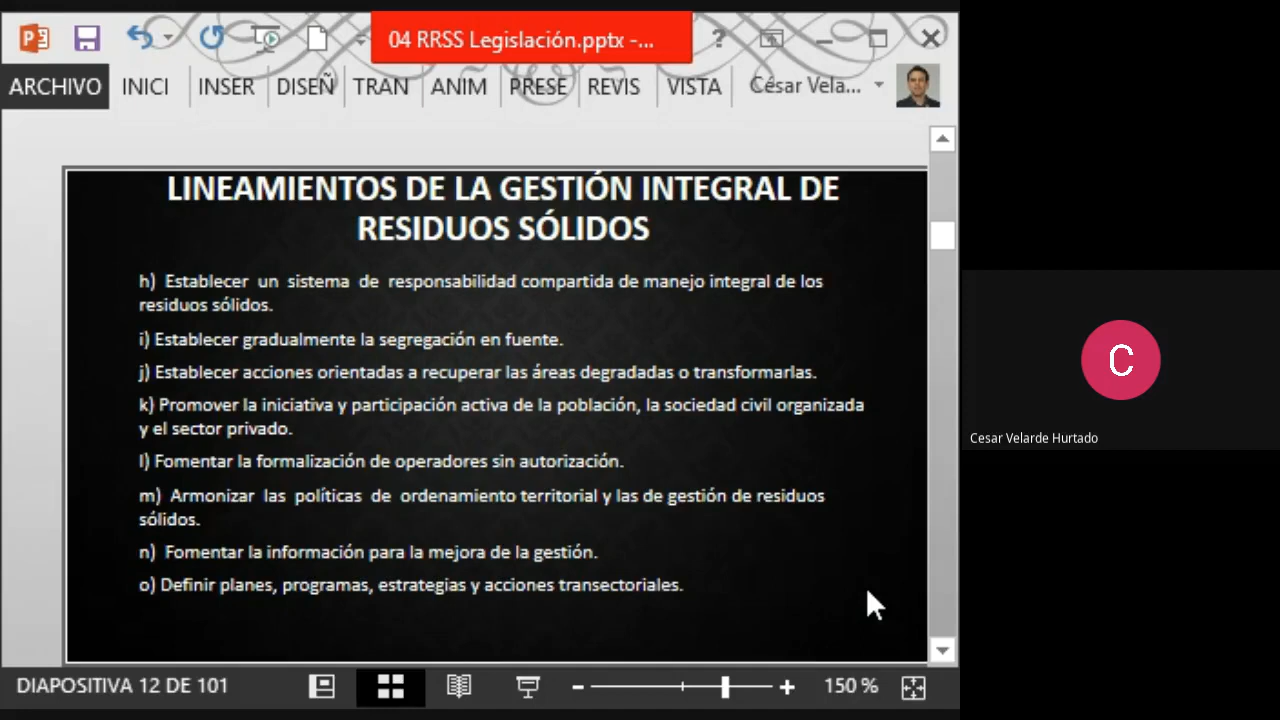 04 RRSS Legislación.pptx -...
?
ARCHIVO INICI INSER DISEÑ TRAN ANIM PRESE REVIS VISTA César Vela...
LINEAMIENTOS DE LA GESTIÓN INTEGRAL DE
RESIDUOS SÓLIDOS
h) Establecer un sistema de responsabilidad compartida de manejo integral de los
residuos sólidos.
i) Establecer gradualmente la segregación en fuente.
j) Establecer acciones orientadas a recuperar las áreas degradadas o transformarlas.
k) Promover la iniciativa y participación activa de la población, la sociedad civil organizada
y el sector privado.
l) Fomentar la formalización de operadores sin autorización.
m) Armonizar las políticas de ordenamiento territorial y las de gestión de residuos
sólidos.
n) Fomentar la información para la mejora de la gestión.
o) Definir planes, programas, estrategias y acciones transectoriales.
DIAPOSITIVA 12 DE 101
150 %
C
Cesar Velarde Hurtado